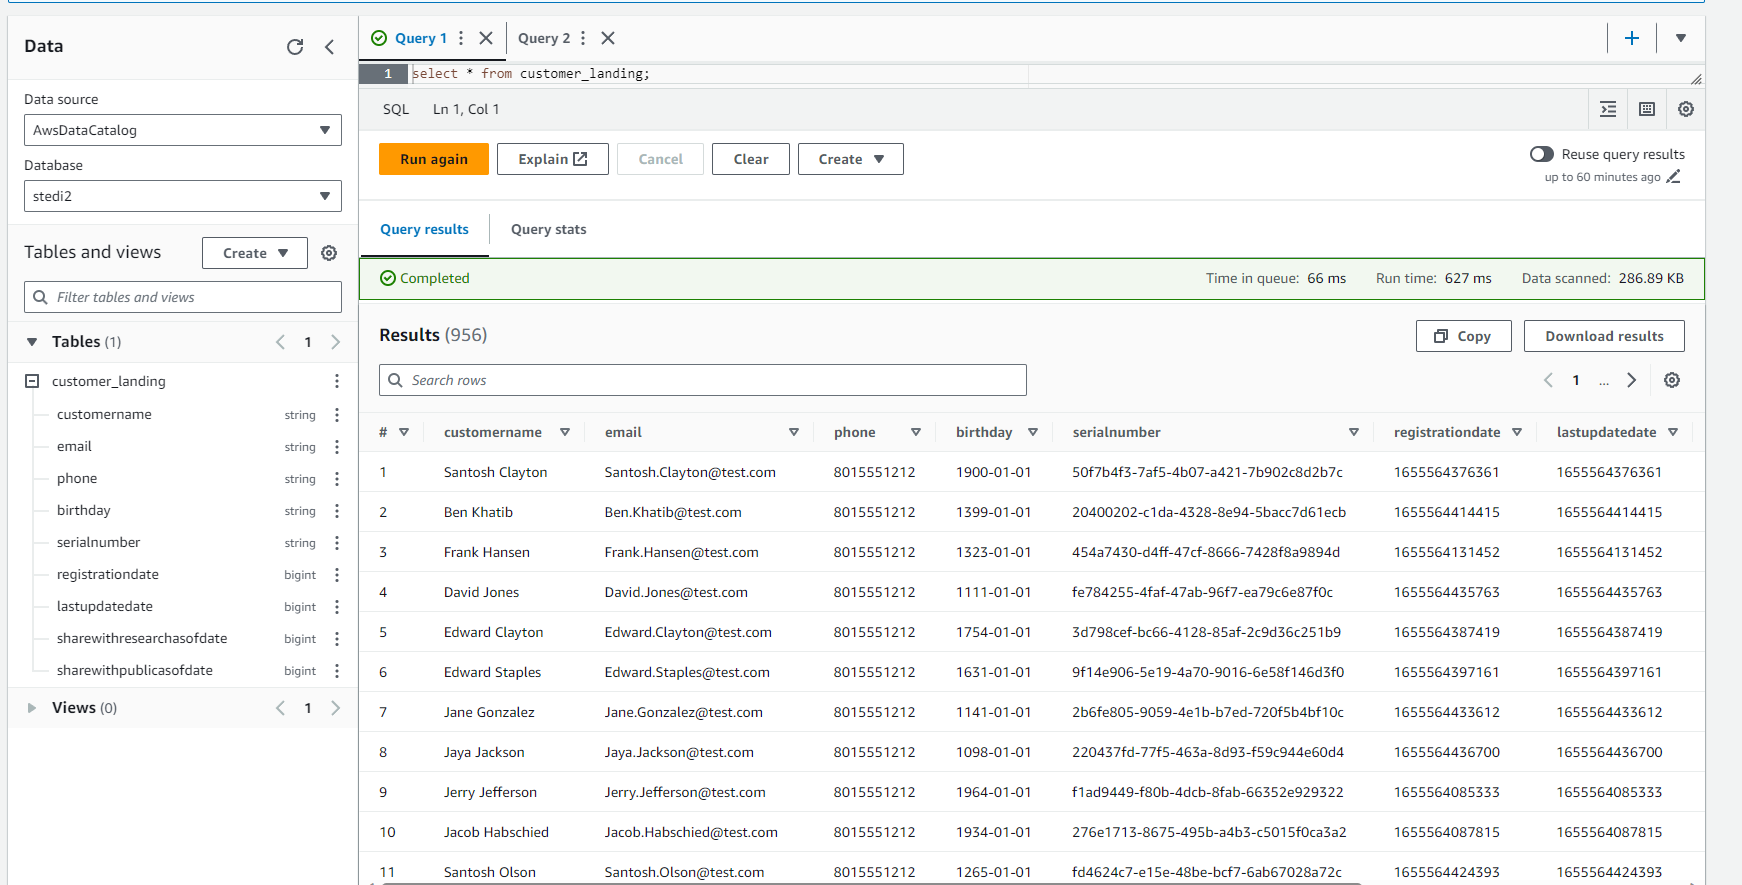 Data
Data source
AwsDataCatalog
Database
stedi2
Tables and views
Create
Filter tables and views
Tables (1)
1
customer_landing
customername string
email string
phone string
birthday string
serialnumber string
registrationdate bigint
lastupdatedate bigint
sharewithresearchasofdate bigint
sharewithpublicasofdate bigint
Views (0)
1
Query 1
Query 2
1 select * from customer_landing;
SQL Ln 1, Col 1
Run again Explain Cancel Clear Create
Reuse query results
up to 60 minutes ago
Query results Query stats
Completed Time in queue: 66 ms Run time: 627 ms Data scanned: 286.89 KB
Results (956) Copy Download results
Search rows 1 ...
# customername email phone birthday serialnumber registrationdate lastupdatedate
1 Santosh Clayton Santosh.Clayton@test.com 8015551212 1900-01-01 50f7b4f3-7af5-4b07-a421-7b902c8d2b7c 1655564376361 1655564376361
2 Ben Khatib Ben.Khatib@test.com 8015551212 1399-01-01 20400202-c1da-4328-8e94-5bacc7d61ecb 1655564414415 1655564414415
3 Frank Hansen Frank.Hansen@test.com 8015551212 1323-01-01 454a7430-d4ff-47cf-8666-7428f8a9894d 1655564131452 1655564131452
4 David Jones David.Jones@test.com 8015551212 1111-01-01 fe784255-4faf-47ab-96f7-ea79c6e87f0c 1655564435763 1655564435763
5 Edward Clayton Edward.Clayton@test.com 8015551212 1754-01-01 3d798cef-bc66-4128-85af-2c9d36c251b9 1655564387419 1655564387419
6 Edward Staples Edward.Staples@test.com 8015551212 1631-01-01 9f14e906-5e19-4a70-9016-6e58f146d3f0 1655564397161 1655564397161
7 Jane Gonzalez Jane.Gonzalez@test.com 8015551212 1141-01-01 2b6fe805-9059-4e1b-b7ed-720f5b4bf10c 1655564433612 1655564433612
8 Jaya Jackson Jaya.Jackson@test.com 8015551212 1098-01-01 220437fd-77f5-463a-8d93-f59c944e60d4 1655564436700 1655564436700
9 Jerry Jefferson Jerry.Jefferson@test.com 8015551212 1964-01-01 f1ad9449-f80b-4dcb-8fab-66352e929322 1655564085333 1655564085333
10 Jacob Habschied Jacob.Habschied@test.com 8015551212 1934-01-01 276e1713-8675-495b-a4b3-c5015f0ca3a2 1655564087815 1655564087815
11 Santosh Olson Santosh.Olson@test.com 8015551212 1265-01-01 fd4624c7-e15e-48be-bcf7-6ab67028a72c 1655564424393 1655564424393